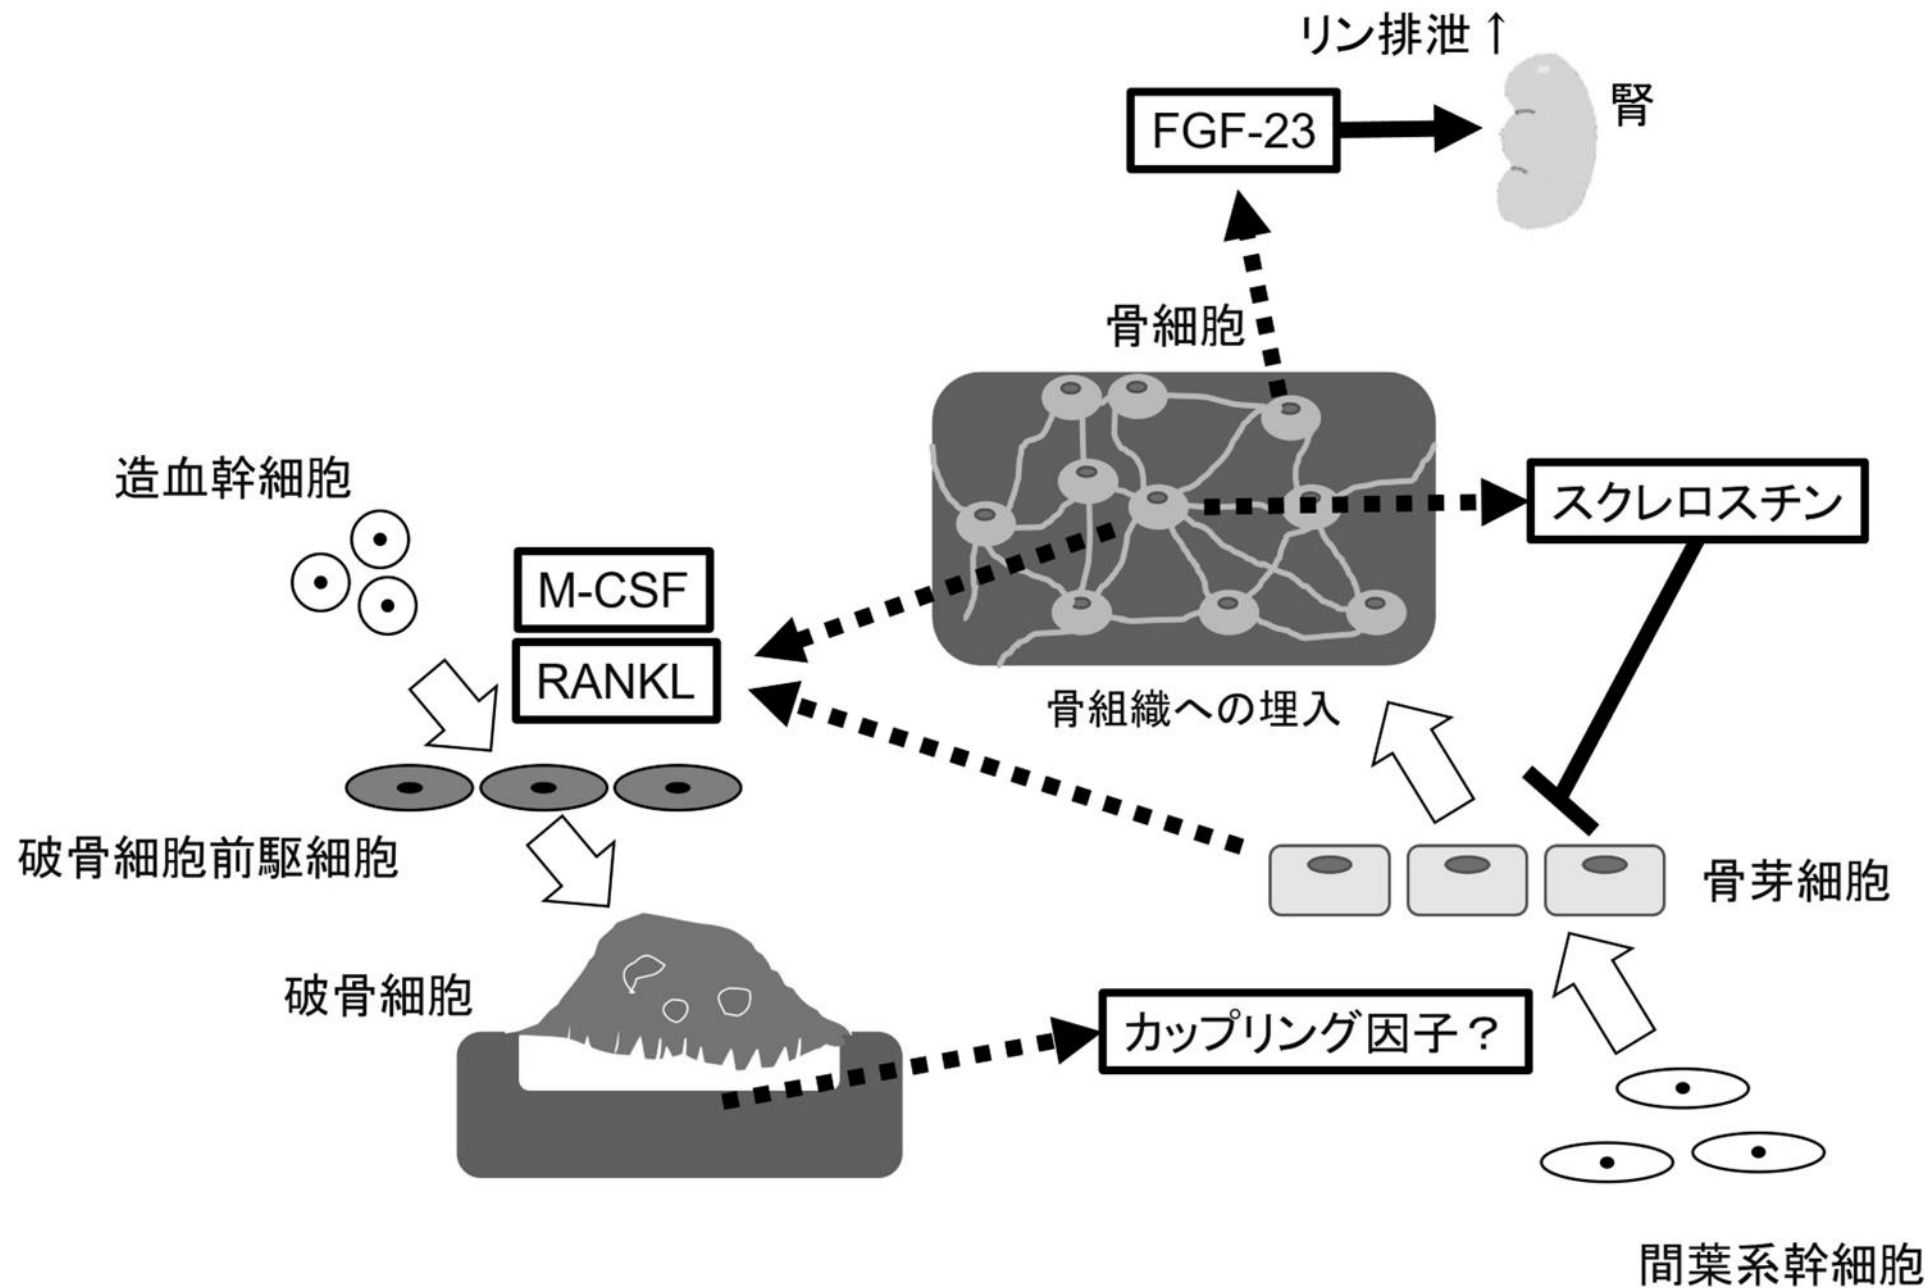 リン排泄↑
FGF-23
腎
骨細胞
造血幹細胞
スクレロスチン
M-CSF
RANKL
骨組織への埋入
破骨細胞前駆細胞
骨芽細胞
破骨細胞
カップリング因子？
間葉系幹細胞